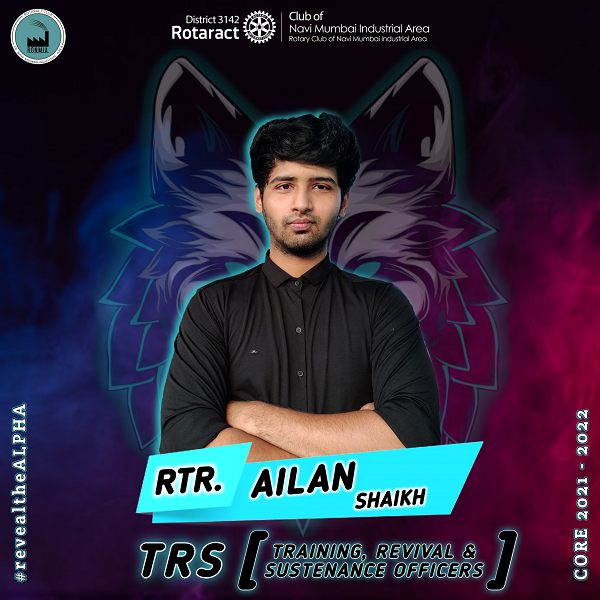 District 3142
Rotaract
Club of
Navi Mumbai Industrial Area
Rotary Club of Navi Mumbai Industrial Area
#revealtheALPHA
CORE 2021 - 2022
RTR. AILAN
SHAIKH
TRS [TRAINING, REVIVAL &
SUSTENANCE OFFICERS]